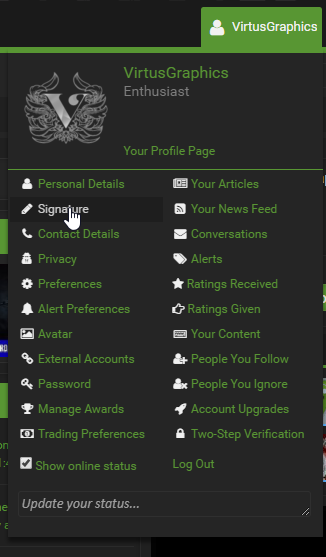 VirtusGraphics
VirtusGraphics
Enthusiast
Your Profile Page
Personal Details
Signature
Contact Details
Privacy
Preferences
Alert Preferences
Avatar
External Accounts
Password
Manage Awards
Trading Preferences
Show online status
Your Articles
Your News Feed
Conversations
Alerts
Ratings Received
Ratings Given
Your Content
People You Follow
People You Ignore
Account Upgrades
Two-Step Verification
Log Out
Update your status...